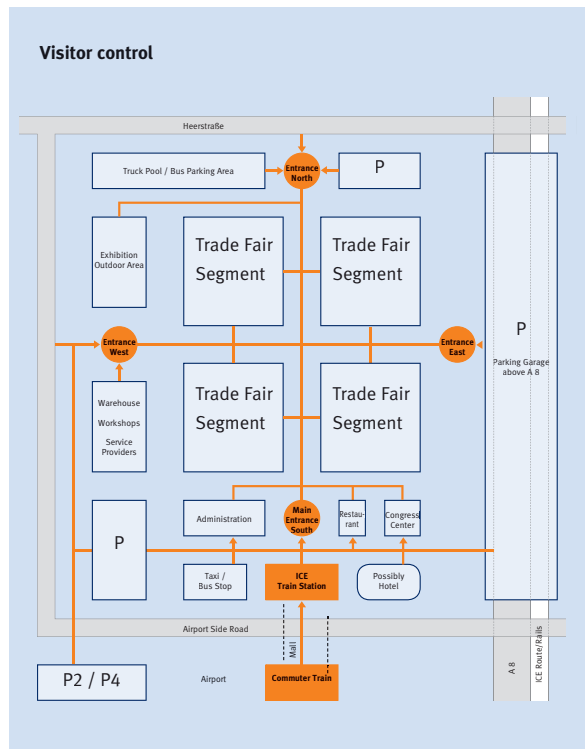 Visitor control
Heerstraße
Truck Pool / Bus Parking Area
Entrance
North
P
Exhibition
Outdoor Area
Trade Fair
Segment
Trade Fair
Segment
P
Parking Garage
above A 8
Entrance
West
Entrance
East
Warehouse
Workshops
Service
Providers
Trade Fair
Segment
Trade Fair
Segment
P
Administration
Main
Entrance
South
Restau-
rant
Congress
Center
Taxi /
Bus Stop
ICE
Train Station
Possibly
Hotel
Airport Side Road
Mall
A 8
ICE Route/Rails
P2 / P4
Airport
Commuter Train